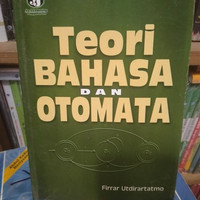 Teori
BAHASA
DAN
OTOMATA
Firrar Utdirartatmo